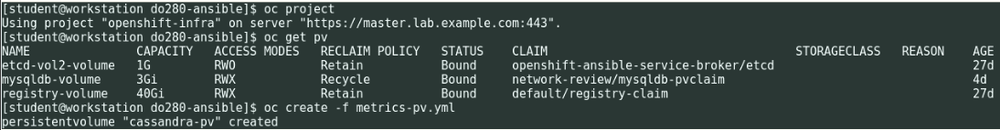 [student@workstation do280-ansible]$ oc project
Using project "openshift-infra" on server "https://master.lab.example.com:443".
[student@workstation do280-ansible]$ oc get pv
NAME CAPACITY ACCESS MODES RECLAIM POLICY STATUS CLAIM STORAGECLASS REASON AGE
etcd-vol2-volume 1G RWO Retain Bound openshift-ansible-service-broker/etcd 27d
mysqldb-volume 3Gi RWX Recycle Bound network-review/mysqldb-pvclaim 4d
registry-volume 40Gi RWX Retain Bound default/registry-claim 27d
[student@workstation do280-ansible]$ oc create -f metrics-pv.yml
persistentvolume "cassandra-pv" created